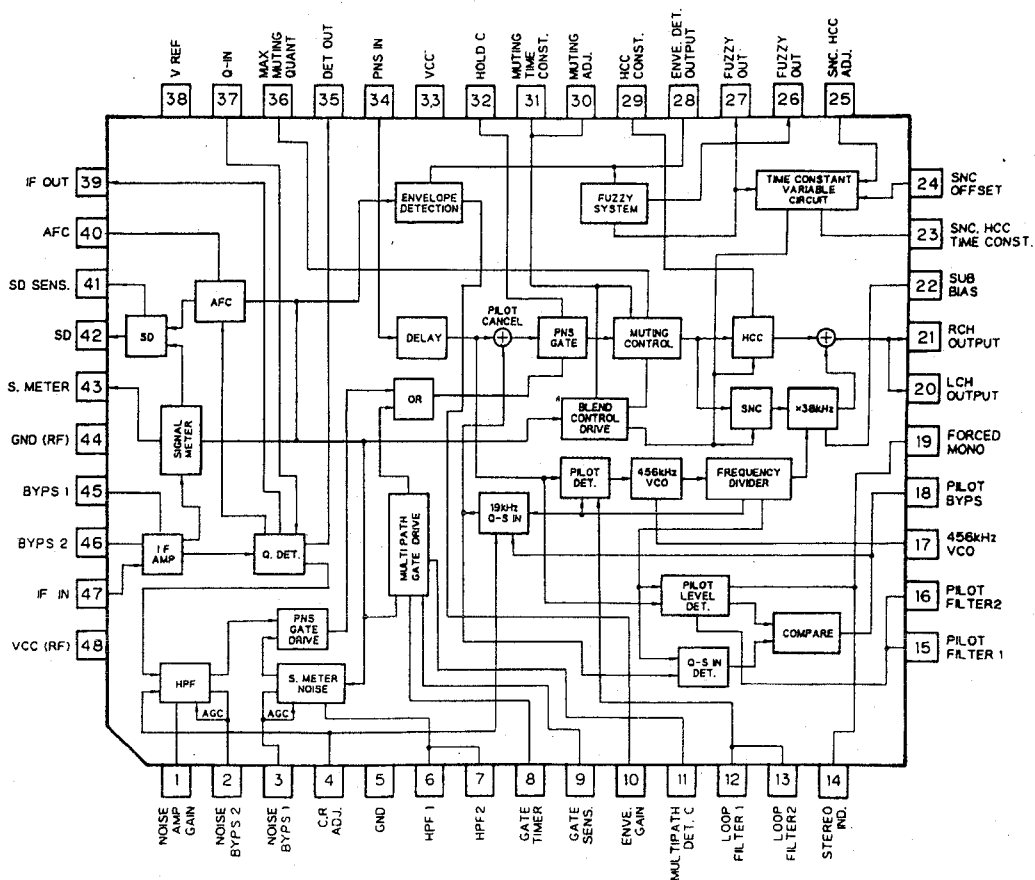 V REF
Q-IN
MAX
MUTING
QUANT
DET OUT
PNS IN
VCC
HOLD C
MUTING
TIME
CONST.
MUTING
ADJ.
HCC
CONST.
ENVE. DET.
OUTPUT
FUZZY
OUT
FUZZY
OUT
SNC, HCC
ADJ.
38
37
36
35
34
3,3
32
31
30
29
28
27
26
25
IF OUT
39
AFC
40
SD SENS.
41
SD
42
S. METER
43
GND (RF)
44
BYPS 1
45
BYPS 2
46
IF IN
47
VCC (RF)
48
24
SNC
OFFSET
23
SNC. HCC
TIME CONST.
22
SUB
BIAS
21
RCH
OUTPUT
20
LCH
OUTPUT
19
FORCED
MONO
18
PILOT
BYPS
17
456kHz
VCO
16
PILOT
FILTER2
15
PILOT
FILTER 1
ENVELOPE
DETECTION
FUZZY
SYSTEM
TIME CONSTANT
VARIABLE
CIRCUIT
AFC
SD
DELAY
PILOT
CANCEL
PNS
GATE
MUTING
CONTROL
HCC
OR
BLEND
CONTROL
DRIVE
SNC
×38kHz
SIGNAL
METER
PILOT
DET.
456kHz
VCO
FREQUENCY
DIVIDER
19kHz
Q-S IN
MULTIPATH
GATE DRIVE
IF
AMP
Q. DET.
PILOT
LEVEL
DET.
COMPARE
Q-S IN
DET.
PNS
GATE
DRIVE
HPF
S. METER
NOISE
AGC
AGC
1
2
3
4
5
6
7
8
9
10
11
12
13
14
NOISE
AMP
GAIN
NOISE
BYPS 2
NOISE
BYPS 1
C,R
ADJ.
GND
HPF 1
HPF2
GATE
TIMER
GATE
SENS.
ENVE.
GAIN
MULTIPATH
DET. C
LOOP
FILTER 1
LOOP
FILTER2
STEREO
IND.